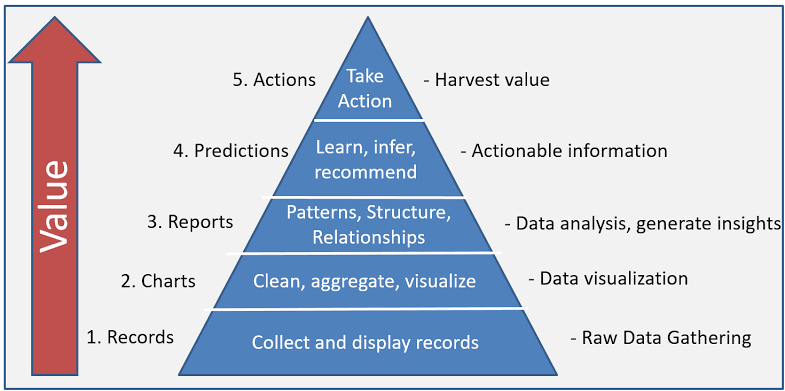 Value
5. Actions
Take
Action
- Harvest value
4. Predictions
Learn, infer,
recommend
- Actionable information
3. Reports
Patterns, Structure,
Relationships
- Data analysis, generate insights
2. Charts
Clean, aggregate, visualize
- Data visualization
1. Records
Collect and display records
- Raw Data Gathering